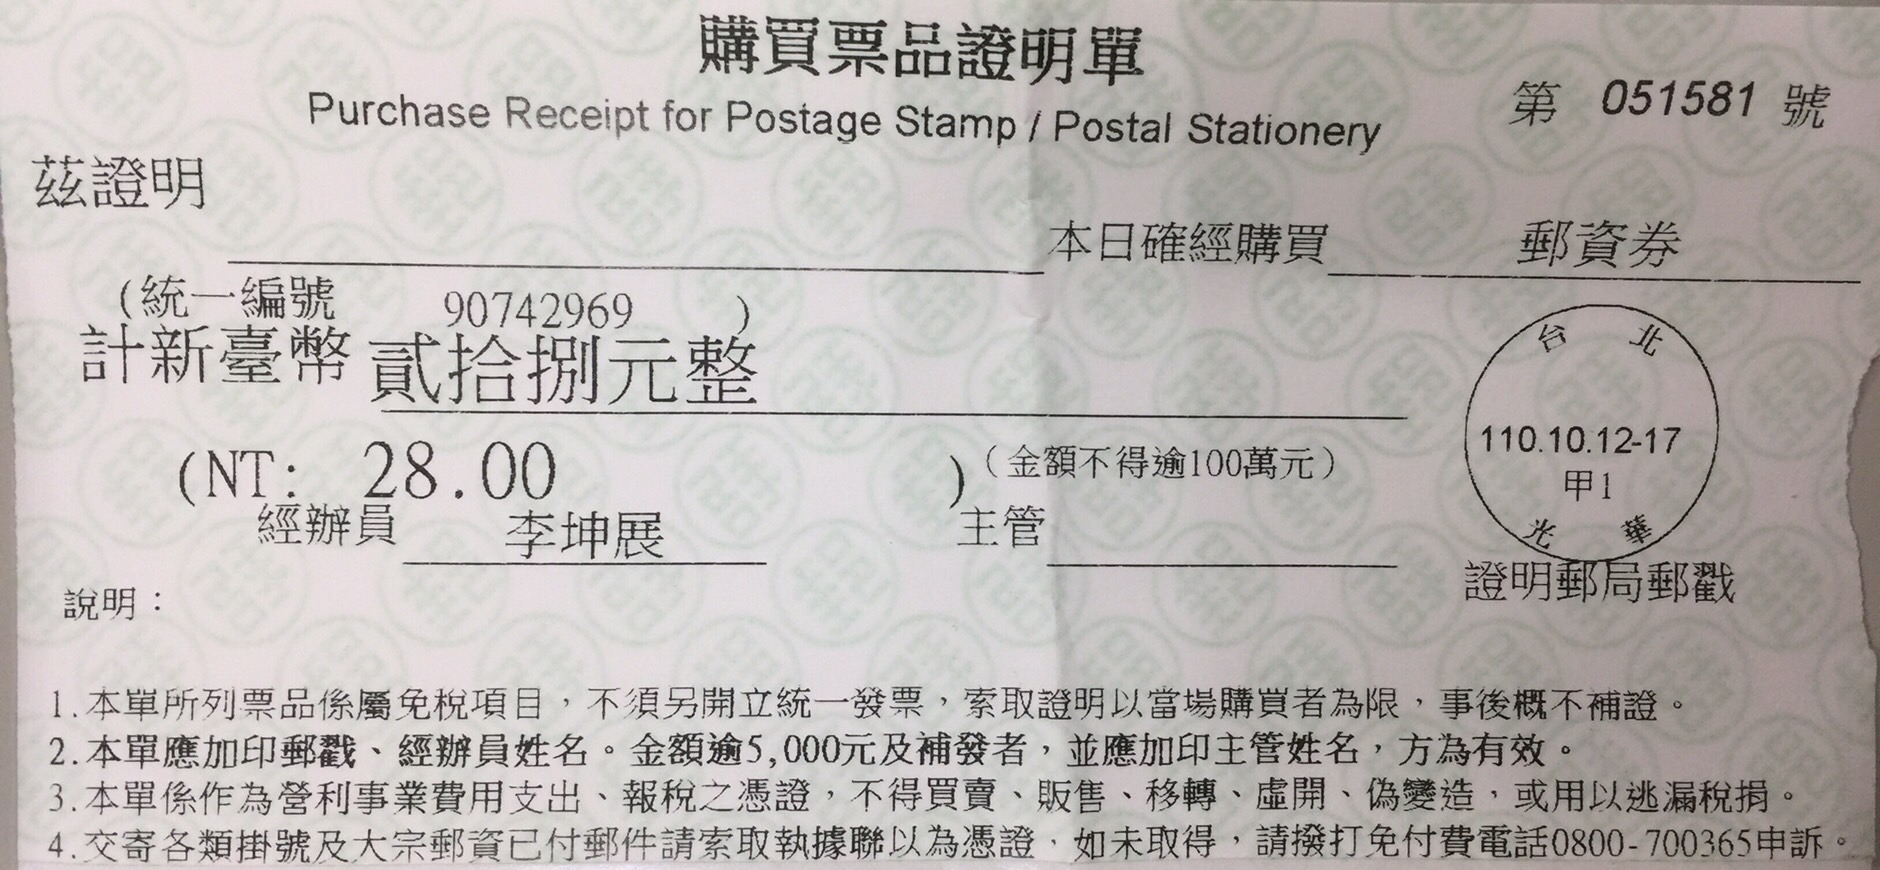 購買票品證明單
Purchase Receipt for Postage Stamp / Postal Stationery
第 051581 號
茲證明
本日確經購買 郵資券
(統一編號 90742969 )
計新臺幣 貳拾捌元整
(NT: 28.00 ) (金額不得逾100萬元)
經辦員 李坤展 主管
台北
110.10.12-17
甲1
光華
證明郵局郵戳
說明：
1.本單所列票品係屬免稅項目，不須另開立統一發票，索取證明以當場購買者為限，事後概不補證。
2.本單應加印郵戳、經辦員姓名。金額逾5,000元及補發者，並應加印主管姓名，方為有效。
3.本單係作為營利事業費用支出、報稅之憑證，不得買賣、販售、移轉、虛開、偽變造，或用以逃漏稅捐。
4.交寄各類掛號及大宗郵資已付郵件請索取執據聯以為憑證，如未取得，請撥打免付費電話0800-700365申訴。